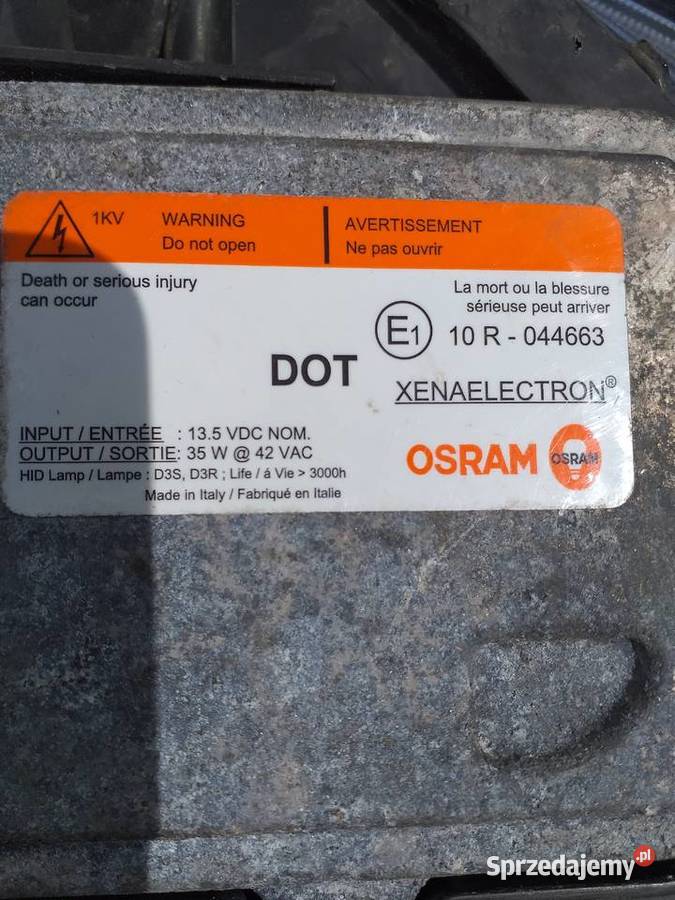 1KV
WARNING
Do not open
AVERTISSEMENT
Ne pas ouvrir
Death or serious injury
can occur
La mort ou la blessure
sérieuse peut arriver
E1 10 R - 044663
DOT
XENAELECTRON®
INPUT / ENTRÉE : 13.5 VDC NOM.
OUTPUT / SORTIE: 35 W @ 42 VAC
HID Lamp / Lampe : D3S, D3R ; Life / á Vie > 3000h
Made in Italy / Fabriqué en Italie
OSRAM OSRAM
Sprzedajemy.pl